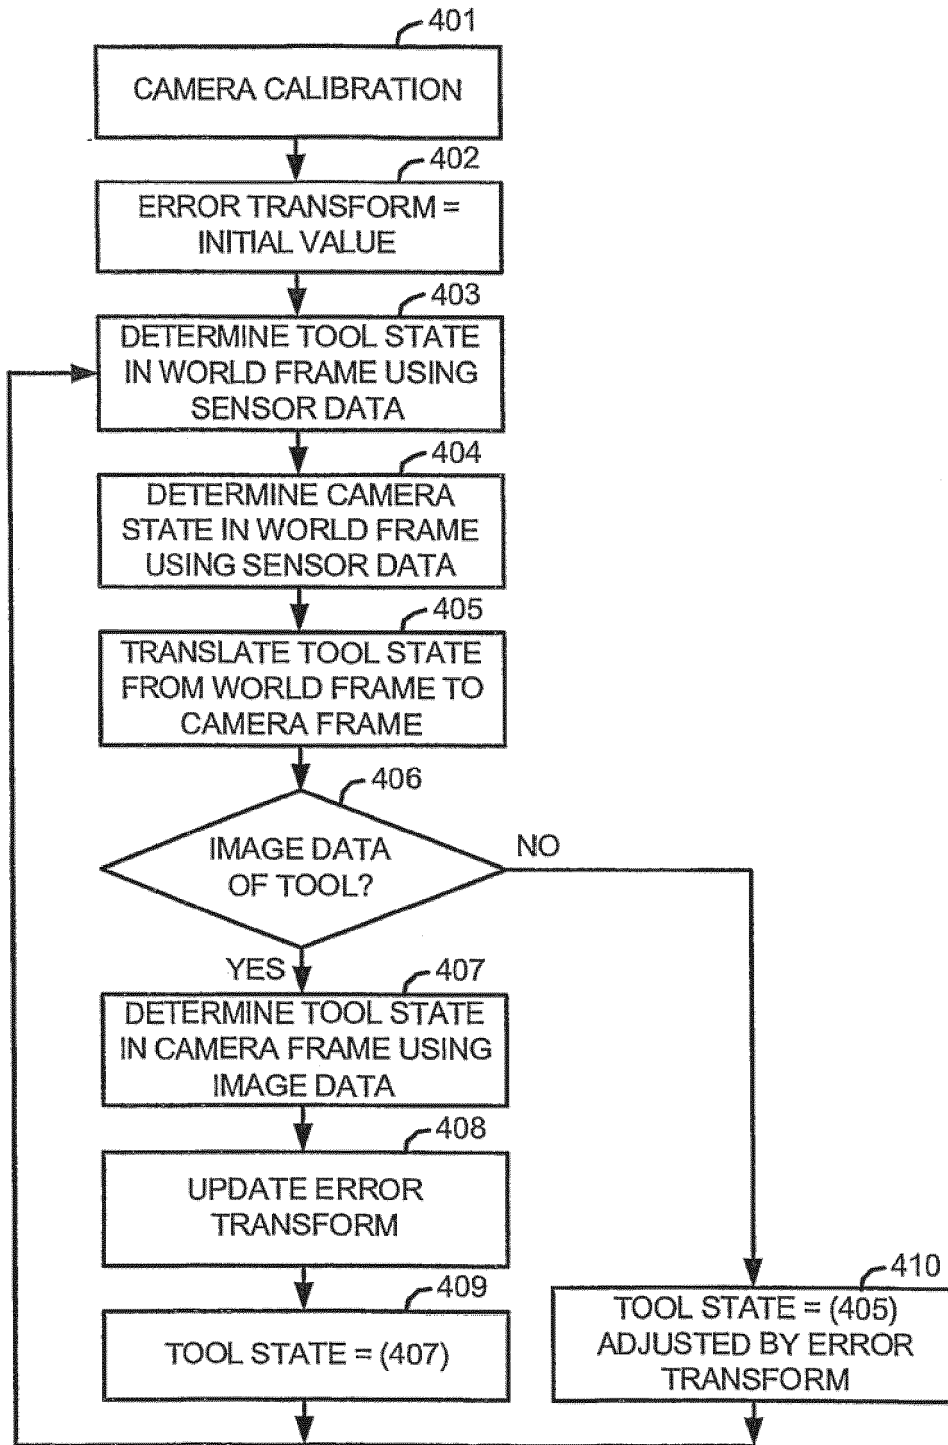 401
CAMERA CALIBRATION
402
ERROR TRANSFORM =
INITIAL VALUE
403
DETERMINE TOOL STATE
IN WORLD FRAME USING
SENSOR DATA
404
DETERMINE CAMERA
STATE IN WORLD FRAME
USING SENSOR DATA
405
TRANSLATE TOOL STATE
FROM WORLD FRAME TO
CAMERA FRAME
406
IMAGE DATA
OF TOOL?
NO
YES
407
DETERMINE TOOL STATE
IN CAMERA FRAME USING
IMAGE DATA
408
UPDATE ERROR
TRANSFORM
409
TOOL STATE = (407)
410
TOOL STATE = (405)
ADJUSTED BY ERROR
TRANSFORM